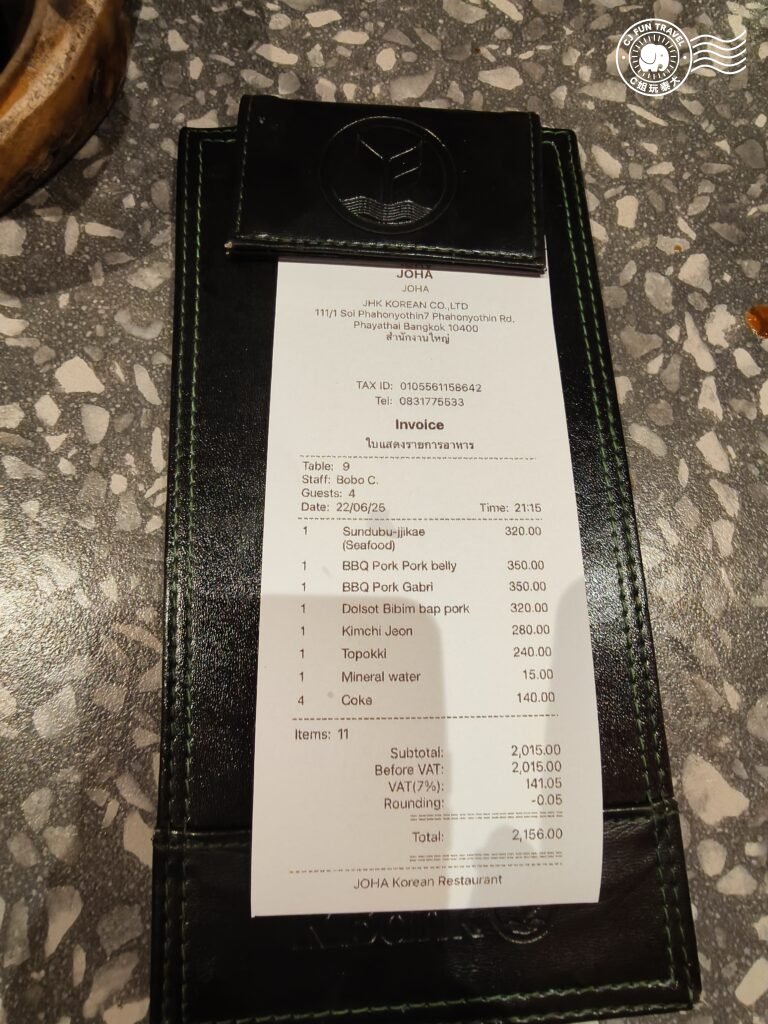 CJ FUN TRAVEL
C姐玩泰大
JOHA
JOHA
JHK KOREAN CO.,LTD
111/1 Soi Phahonyothin7 Phahonyothin Rd.
Phayathai Bangkok 10400
สำนักงานใหญ่
TAX ID: 0105561158642
Tel: 0831775533
Invoice
ใบแสดงรายการอาหาร
Table: 9
Staff: Bobo C.
Guests: 4
Date: 22/06/25 Time: 21:15
1 Sundubu-jjikae 320.00
(Seafood)
1 BBQ Pork Pork belly 350.00
1 BBQ Pork Gabri 350.00
1 Dolsot Bibim bap pork 320.00
1 Kimchi Jeon 280.00
1 Topokki 240.00
1 Mineral water 15.00
4 Coke 140.00
Items: 11
Subtotal: 2,015.00
Before VAT: 2,015.00
VAT(7%): 141.05
Rounding: -0.05
Total: 2,156.00
JOHA Korean Restaurant